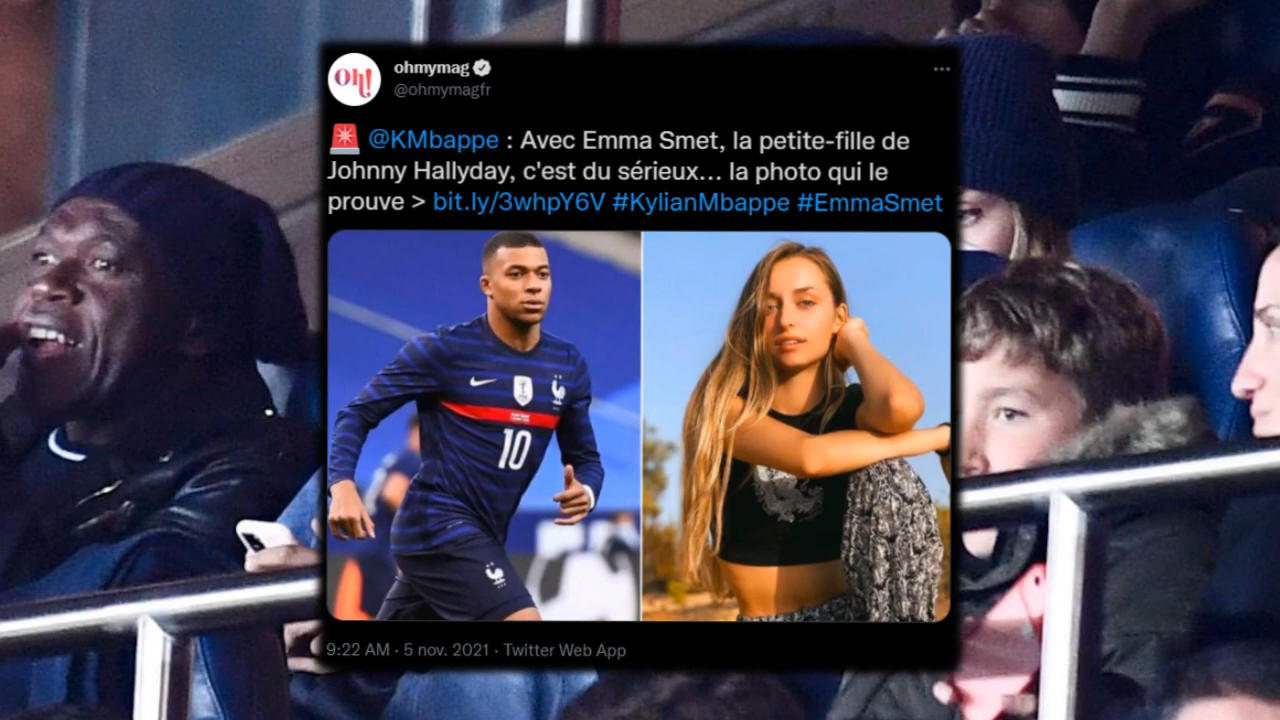 oh!
ohmymag
@ohmymagfr
@KMbappe : Avec Emma Smet, la petite-fille de
Johnny Hallyday, c'est du sérieux... la photo qui le
prouve > bit.ly/3whpY6V #KylianMbappe #EmmaSmet
10
9:22 AM · 5 nov. 2021 · Twitter Web App